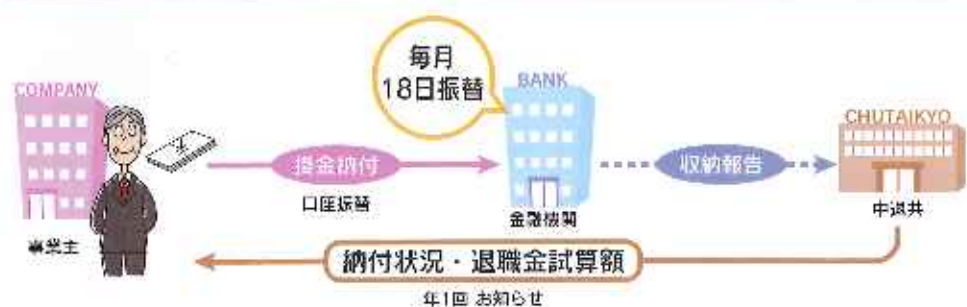 毎月
18日振替
COMPANY
BANK
CHUTAIKYO
掛金納付
収納報告
口座振替
金融機関
中退共
事業主
納付状況・退職金試算額
年1回 お知らせ